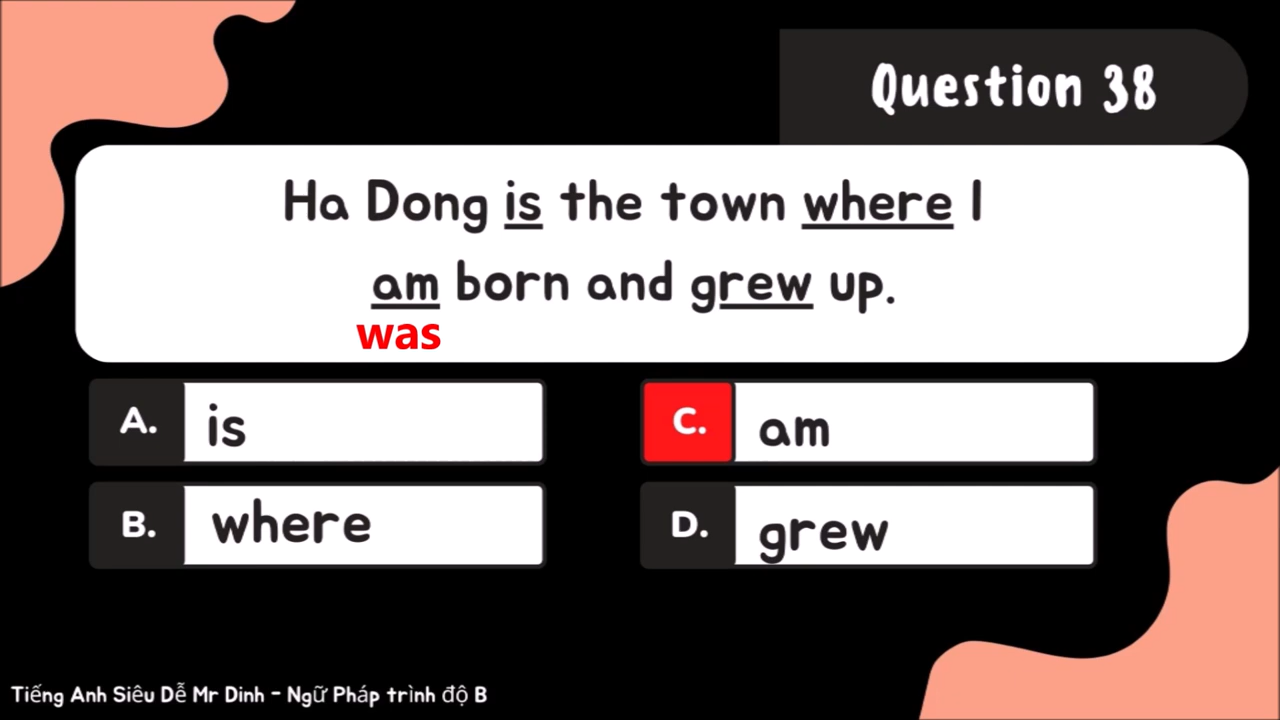 Question 38
Ha Dong is the town where I
am born and grew up.
was
A. is
C. am
B. where
D. grew
Tiếng Anh Siêu Dễ Mr Dinh - Ngữ Pháp trình độ B